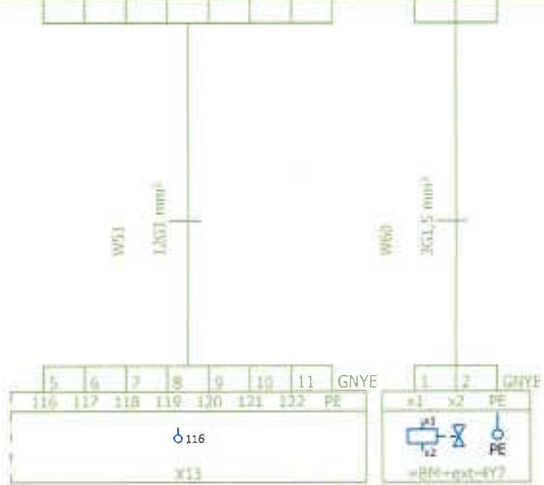 W53
12G1 mm²
W60
3G1,5 mm²
5 6 7 8 9 10 11 GNYE
1 2 GNYE
116 117 118 119 120 121 122 PE
x1 x2 PE
116
x1
x2
PE
X13
=BM+ext-4Y7